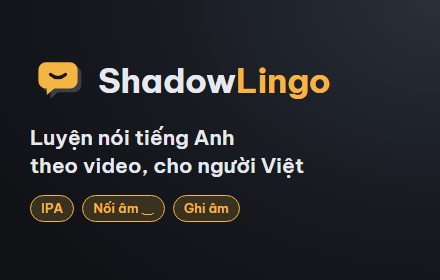 ShadowLingo
Luyện nói tiếng Anh
theo video, cho người Việt
IPA
Nối âm ‿
Ghi âm